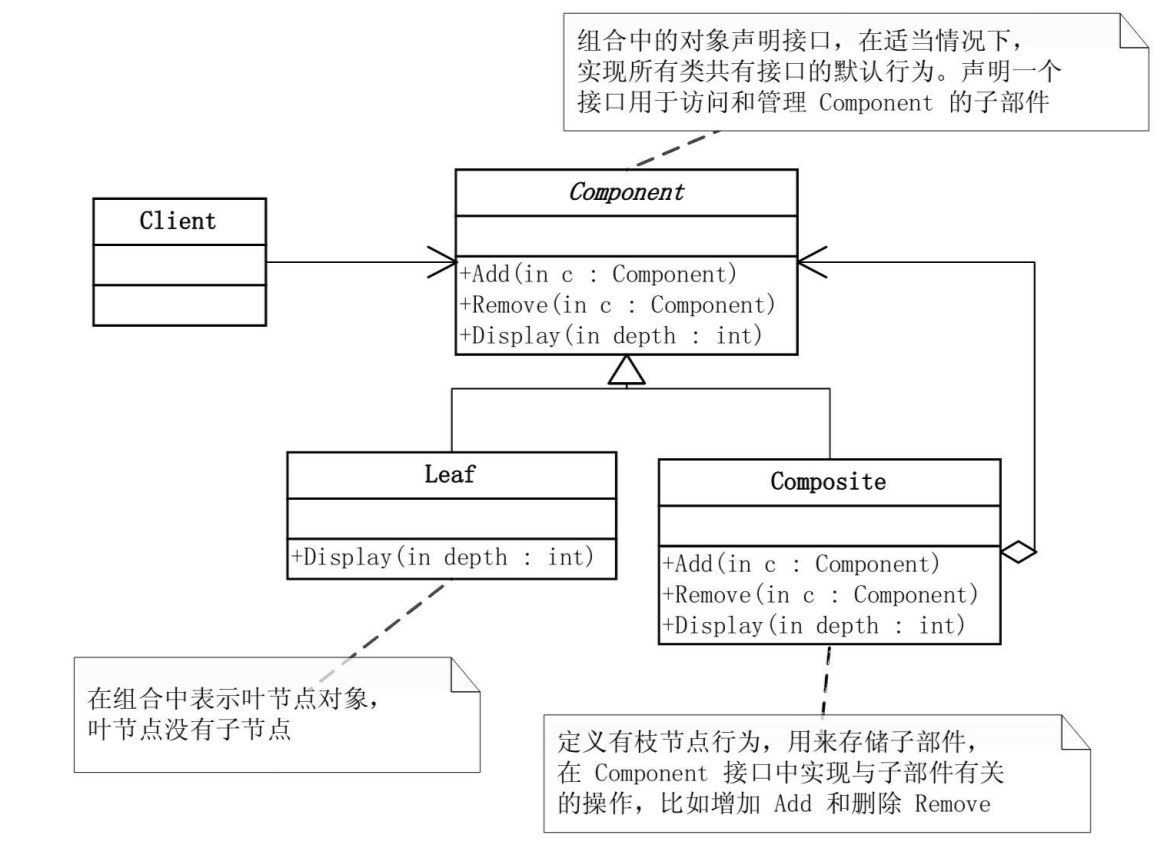 组合中的对象声明接口，在适当情况下，
实现所有类共有接口的默认行为。声明一个
接口用于访问和管理 Component 的子部件
Component
Client
+Add(in c : Component)
+Remove(in c : Component)
+Display(in depth : int)
Leaf
+Display(in depth : int)
Composite
+Add(in c : Component)
+Remove(in c : Component)
+Display(in depth : int)
在组合中表示叶节点对象，
叶节点没有子节点
定义有枝节点行为，用来存储子部件，
在 Component 接口中实现与子部件有关
的操作，比如增加 Add 和删除 Remove